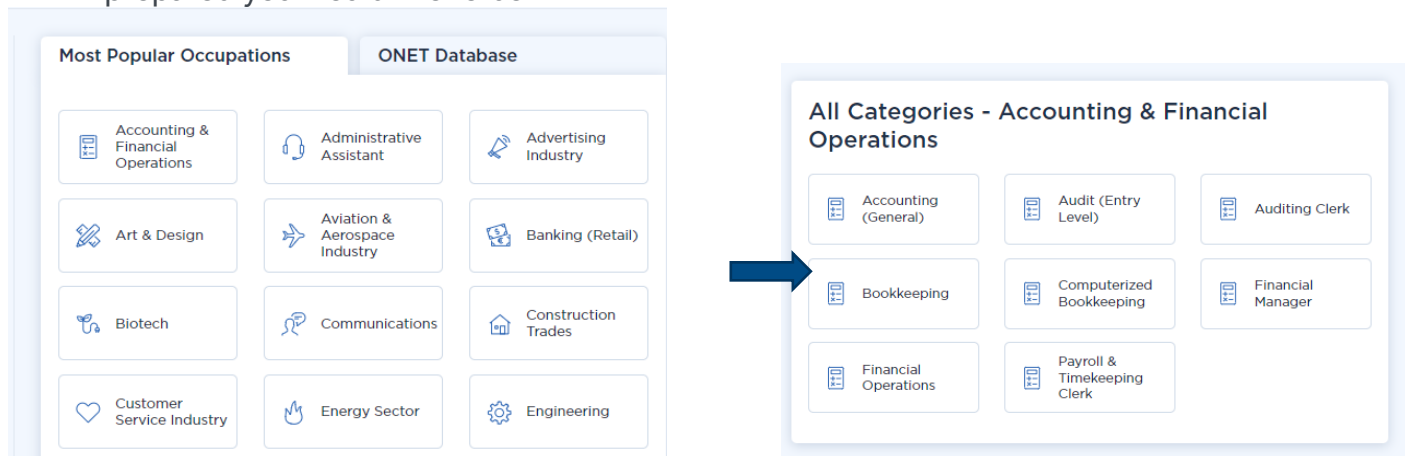 Most Popular Occupations
ONET Database
Accounting &
Financial
Operations
Administrative
Assistant
Advertising
Industry
Art & Design
Aviation &
Aerospace
Industry
Banking (Retail)
Biotech
Communications
Construction
Trades
Customer
Service Industry
Energy Sector
Engineering
All Categories - Accounting & Financial
Operations
Accounting
(General)
Audit (Entry
Level)
Auditing Clerk
Bookkeeping
Computerized
Bookkeeping
Financial
Manager
Financial
Operations
Payroll &
Timekeeping
Clerk